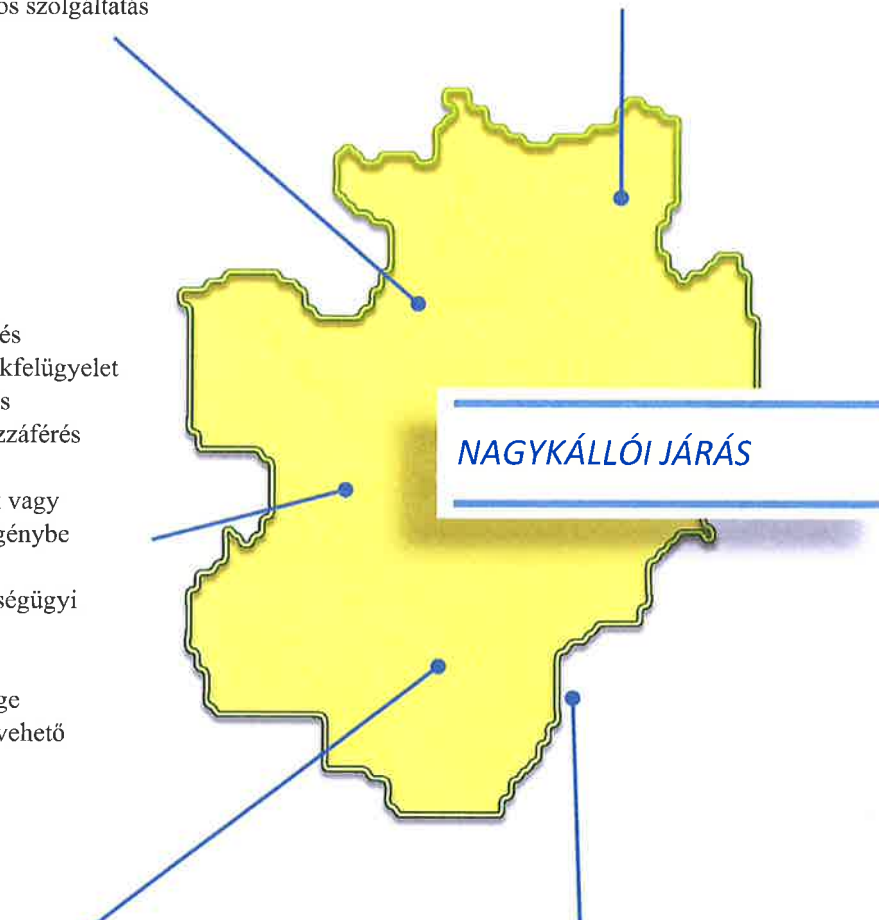 os szolgáltatás
és
kfelügyelet
s
zzáférés
vagy
génybe
ségügyi
ge
vehető
NAGYKÁLLÓI JÁRÁS